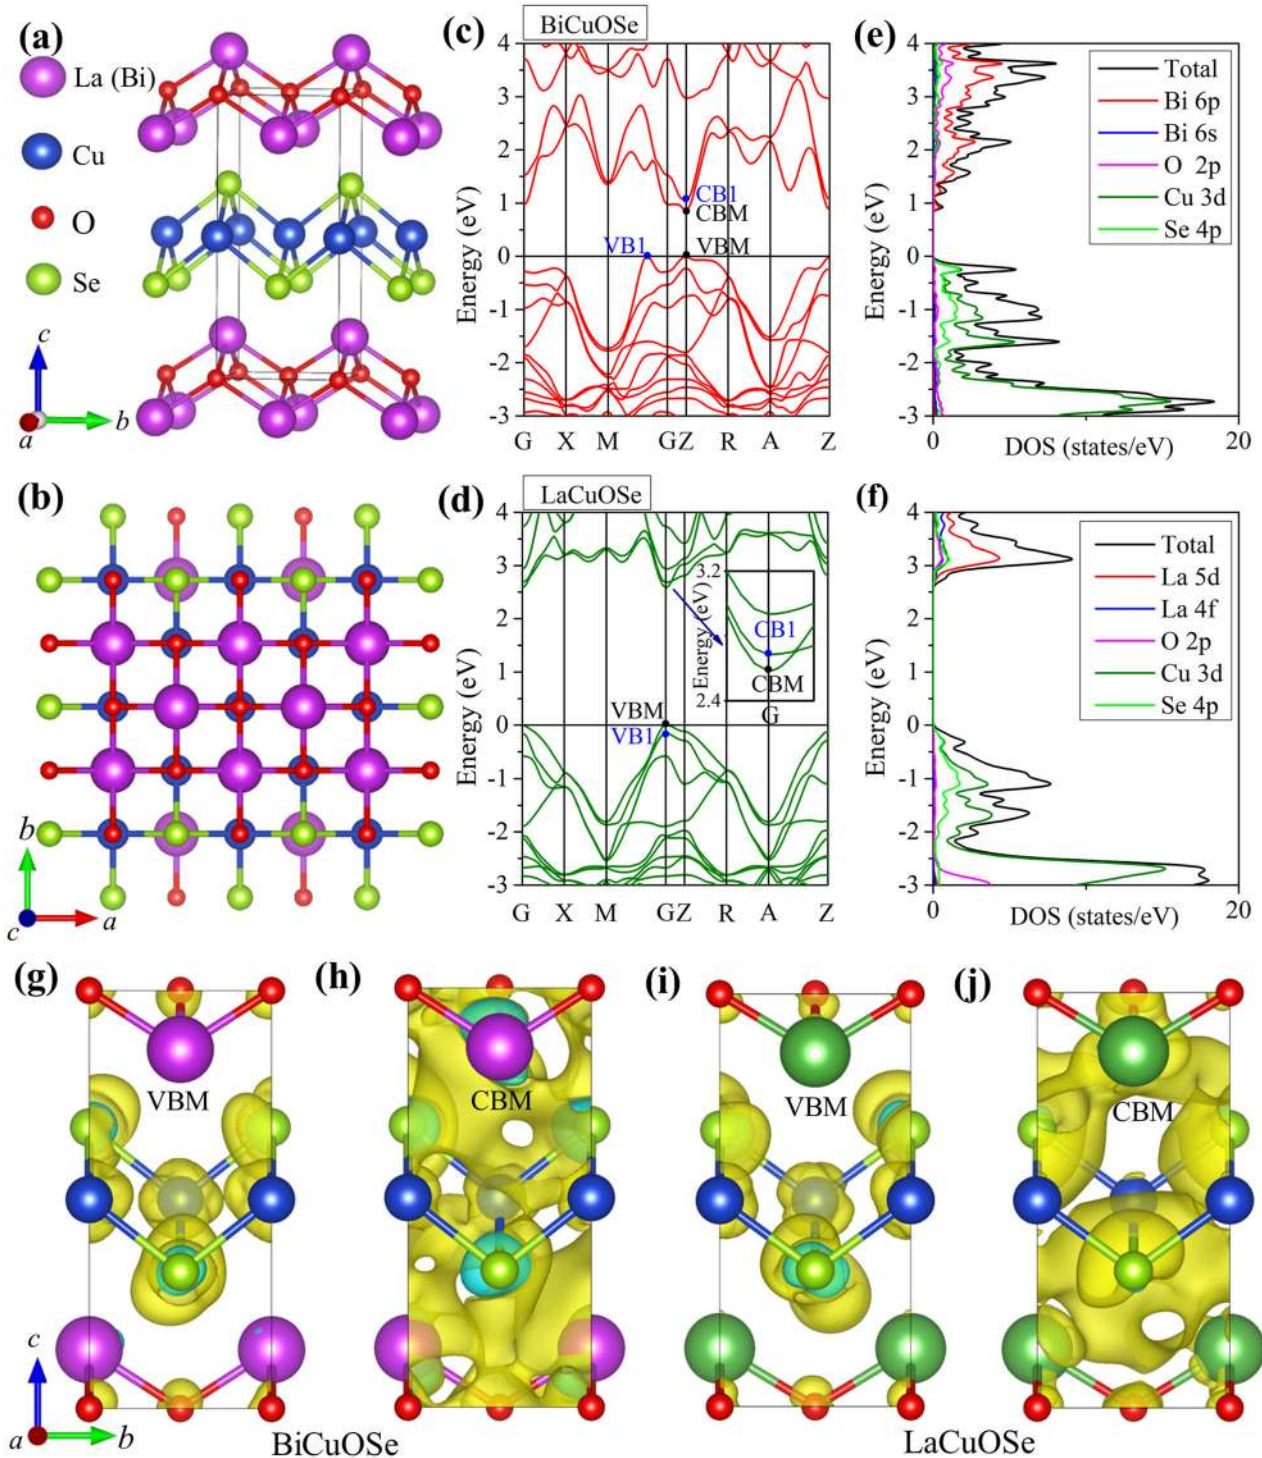 (a)
La (Bi)
Cu
O
Se
c
a
b
(c)
BiCuOSe
4
3
2
1
0
-1
-2
-3
Energy (eV)
CB1
CBM
VB1
VBM
G X M G Z R A Z
(e)
4
3
2
1
0
-1
-2
-3
Energy (eV)
Total
Bi 6p
Bi 6s
O 2p
Cu 3d
Se 4p
0 20
DOS (states/eV)
(b)
b
c
a
(d)
LaCuOSe
4
3
2
1
0
-1
-2
-3
Energy (eV)
3.2
Energy (eV)
2.4
CB1
CBM
G
VBM
VB1
G X M G Z R A Z
(f)
4
3
2
1
0
-1
-2
-3
Energy (eV)
Total
La 5d
La 4f
O 2p
Cu 3d
Se 4p
0 20
DOS (states/eV)
(g)
VBM
(h)
CBM
(i)
VBM
(j)
CBM
c
a
b
BiCuOSe
LaCuOSe